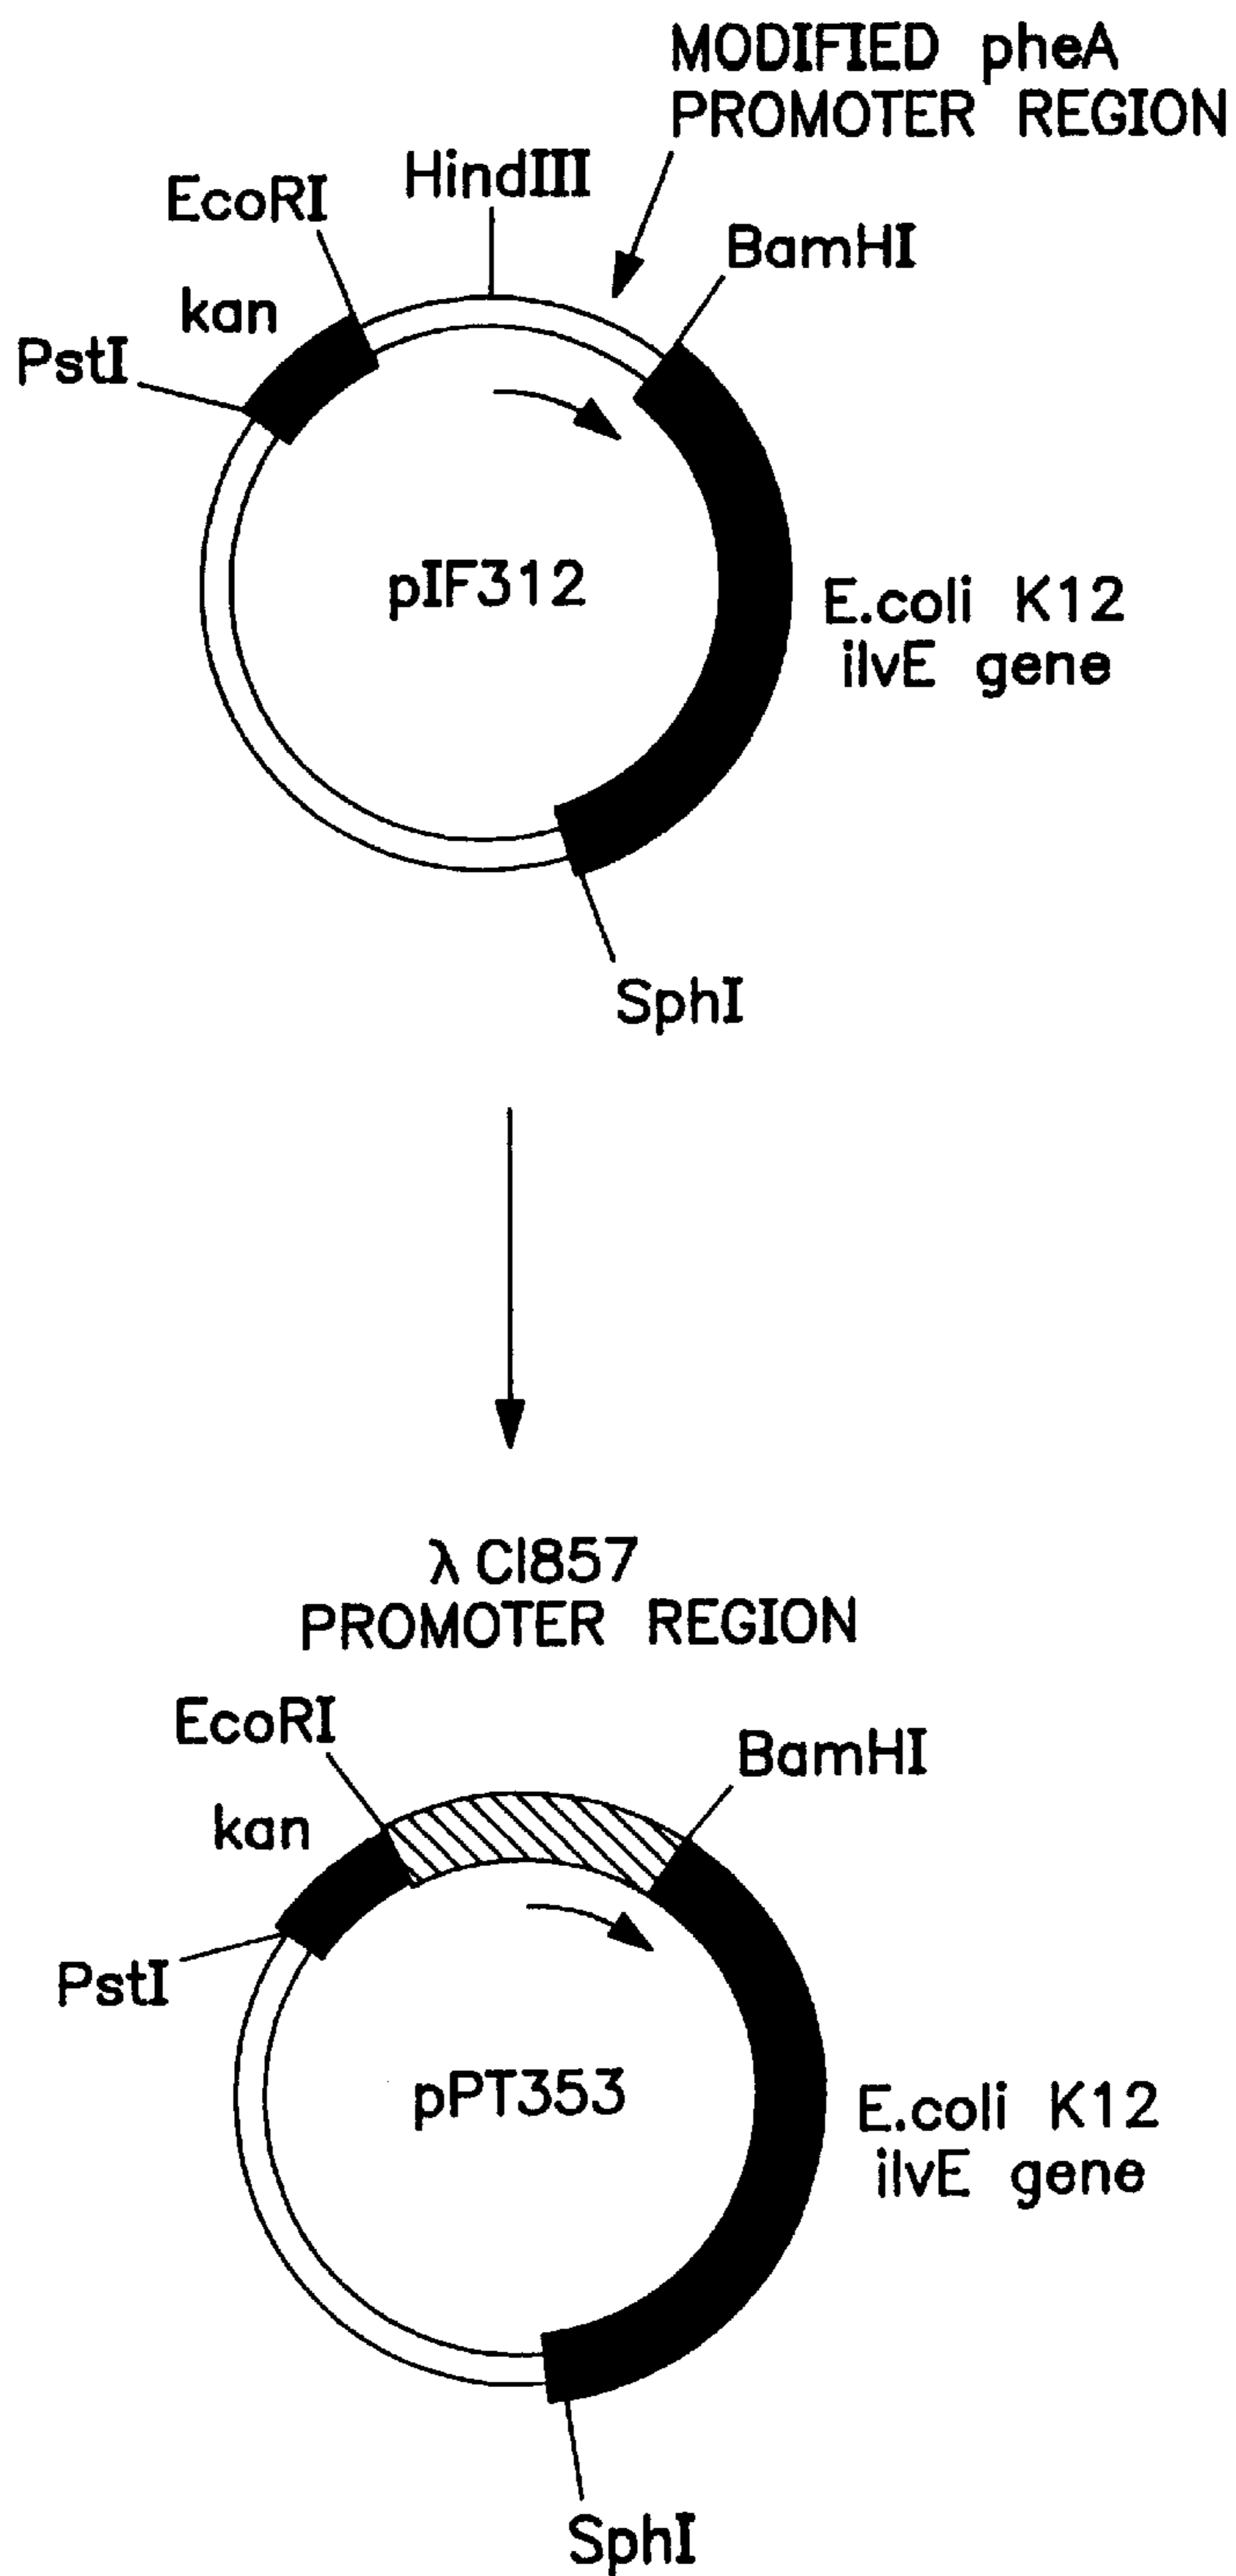 MODIFIED pheA
PROMOTER REGION
HindIII
EcoRI
BamHI
kan
PstI
pIF312
E.coli K12
ilvE gene
SphI
λ CI857
PROMOTER REGION
EcoRI
BamHI
kan
PstI
pPT353
E.coli K12
ilvE gene
SphI